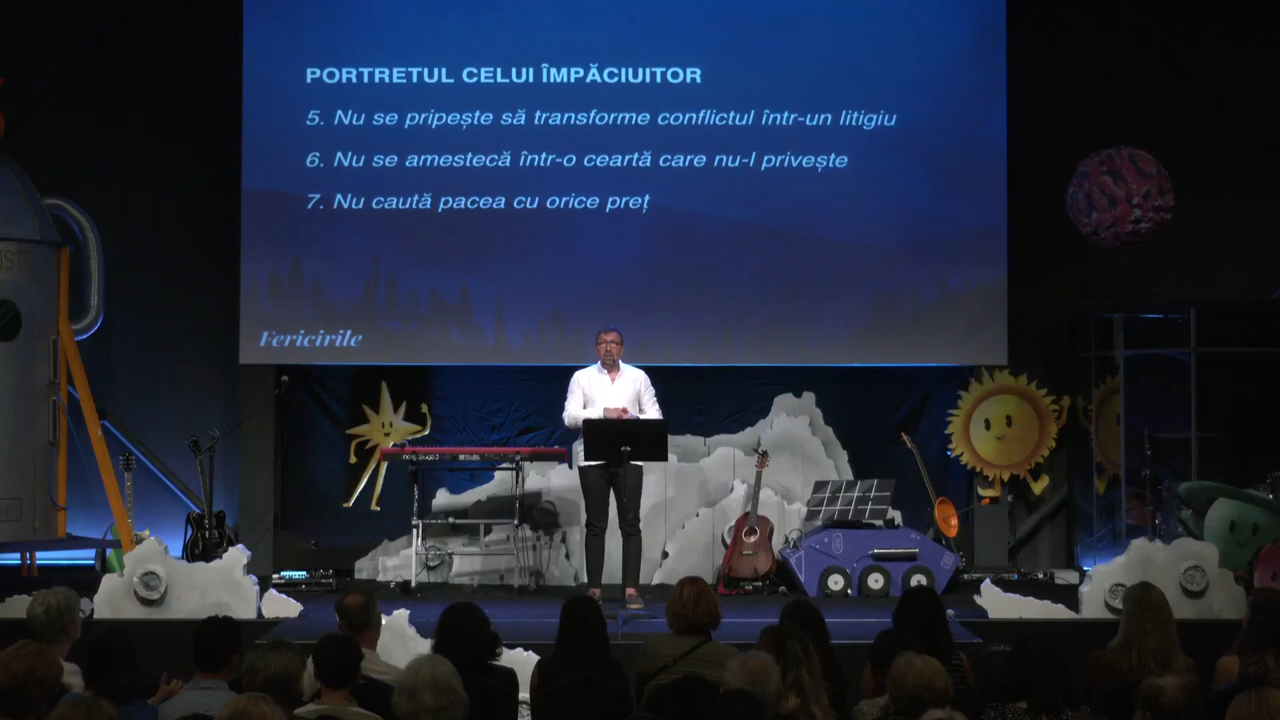 PORTRETUL CELUI ÎMPĂCIUITOR
5. Nu se pripește să transforme conflictul într-un litigiu
6. Nu se amestecă într-o ceartă care nu-l privește
7. Nu caută pacea cu orice preț
Fericirile